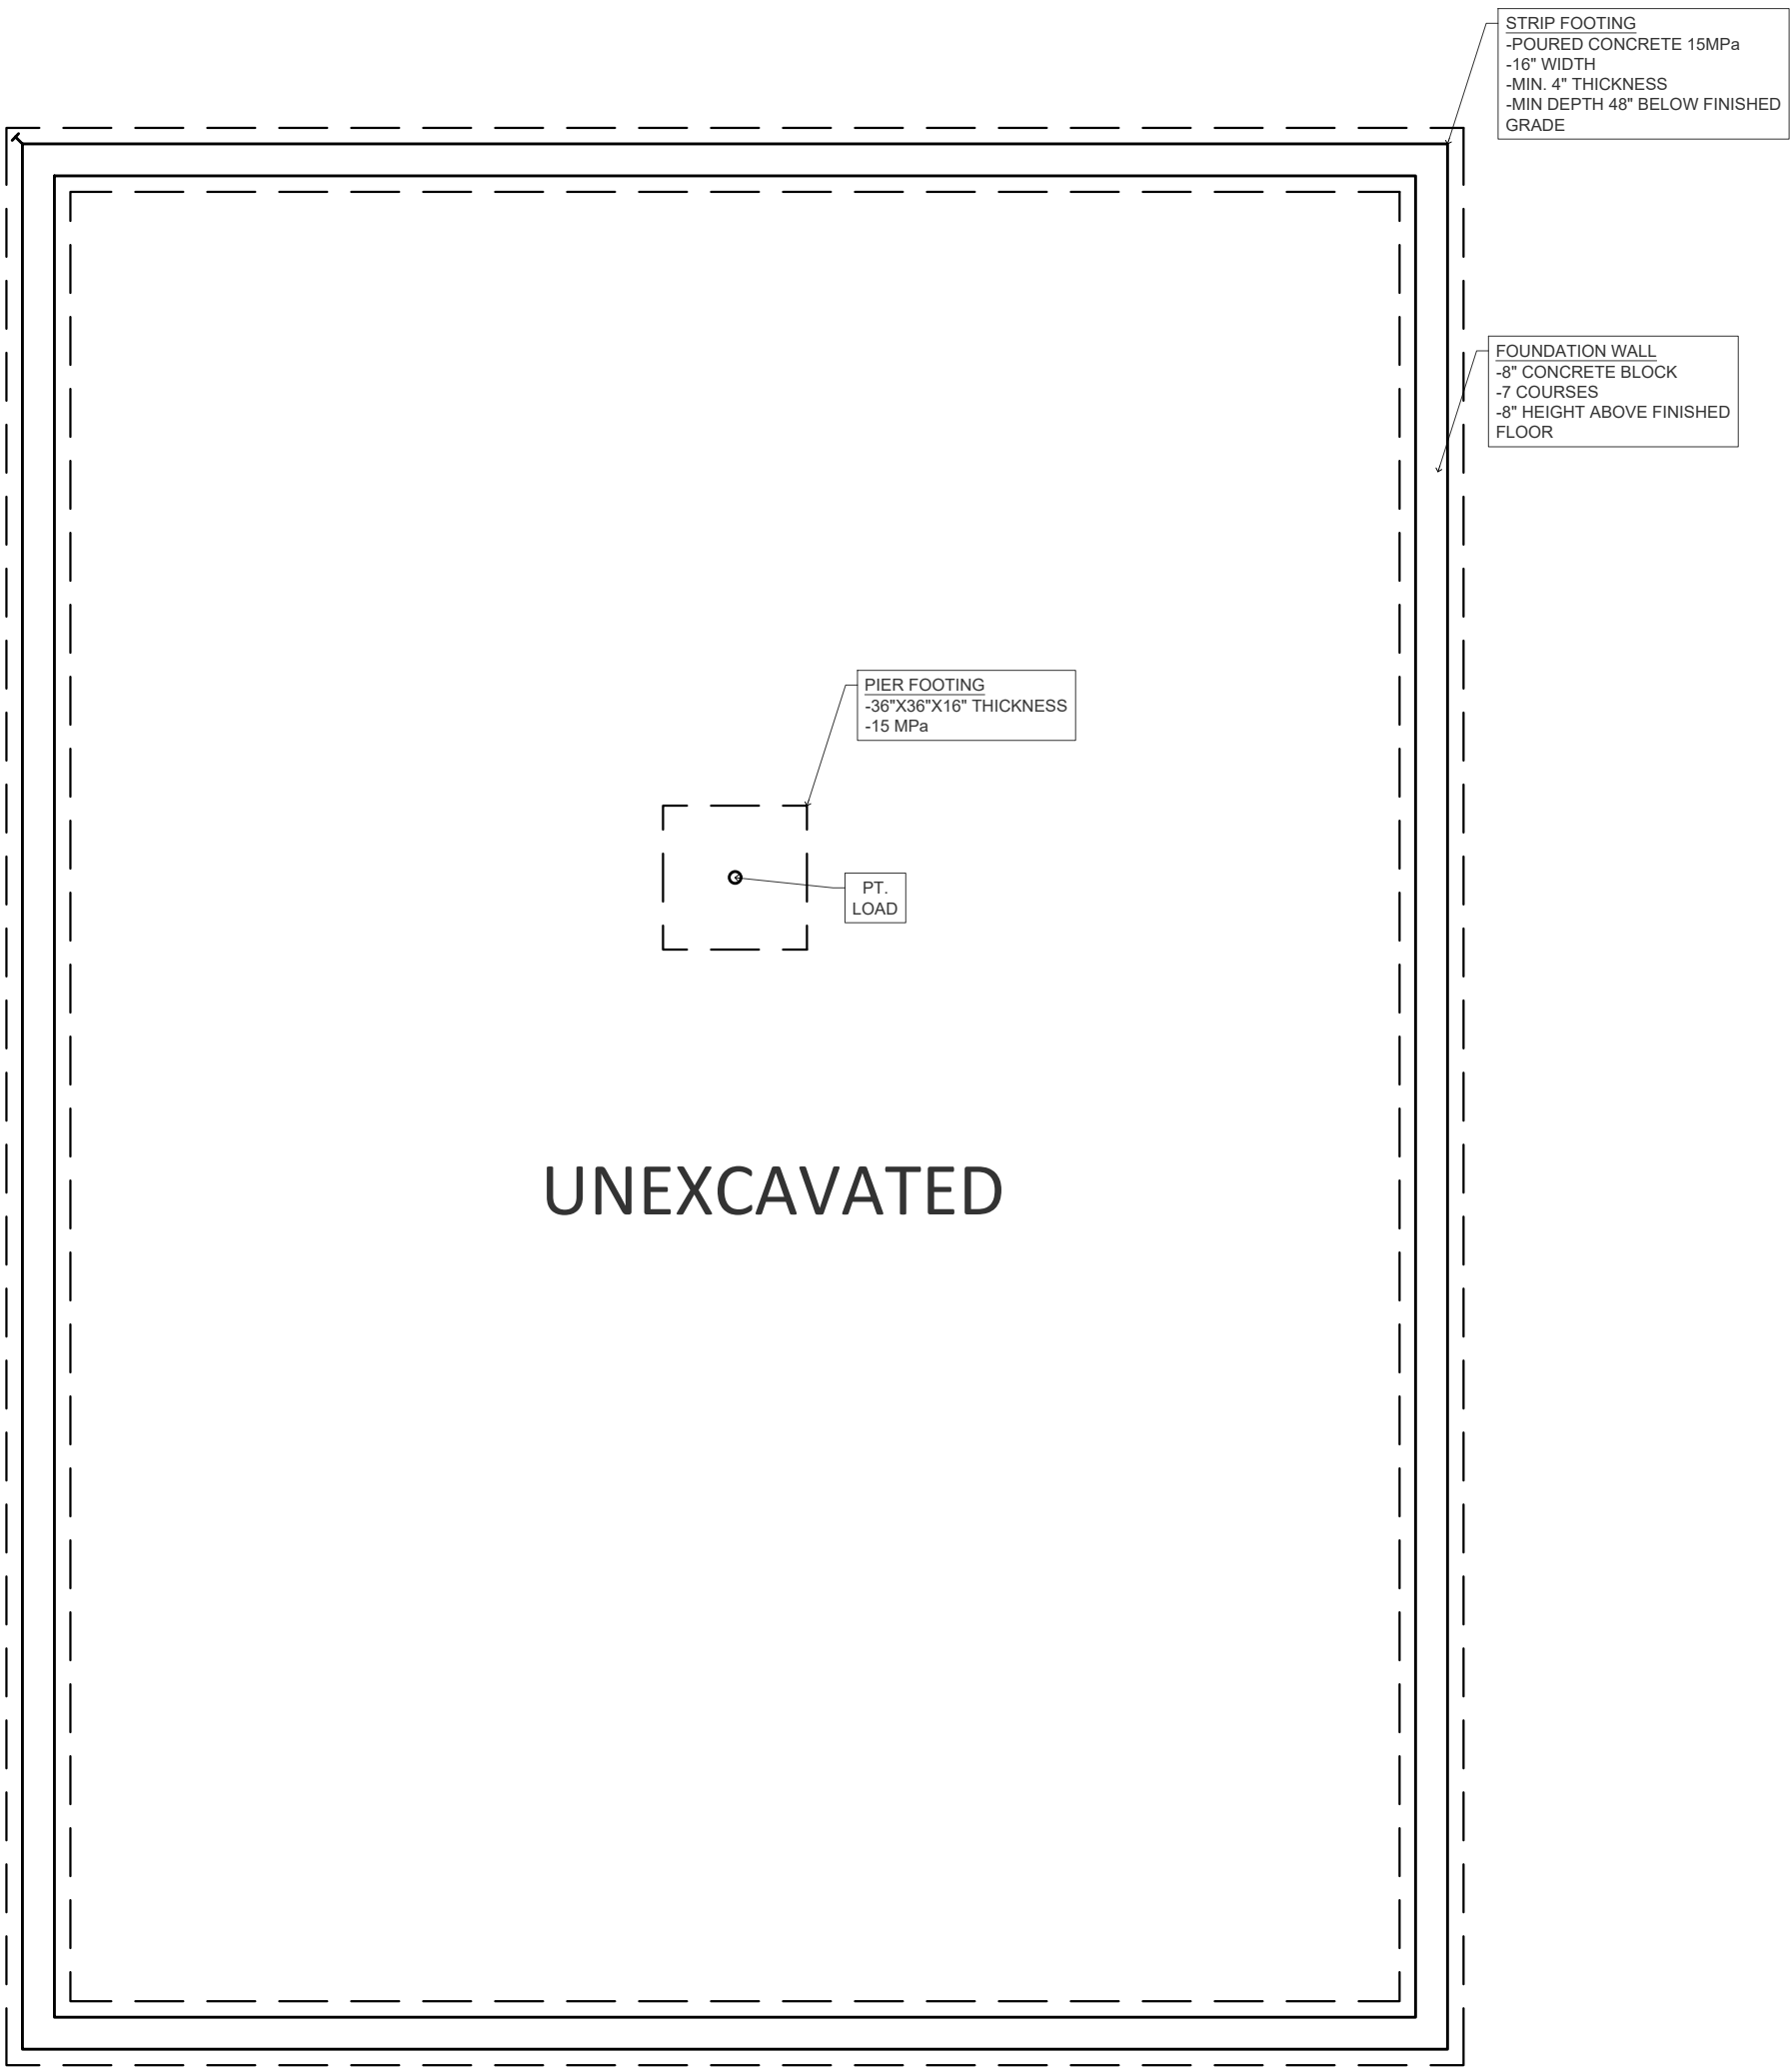 STRIP FOOTING
-POURED CONCRETE 15MPa
-16" WIDTH
-MIN. 4" THICKNESS
-MIN DEPTH 48" BELOW FINISHED
GRADE
FOUNDATION WALL
-8" CONCRETE BLOCK
-7 COURSES
-8" HEIGHT ABOVE FINISHED
FLOOR
PIER FOOTING
-36"X36"X16" THICKNESS
-15 MPa
PT.
LOAD
UNEXCAVATED